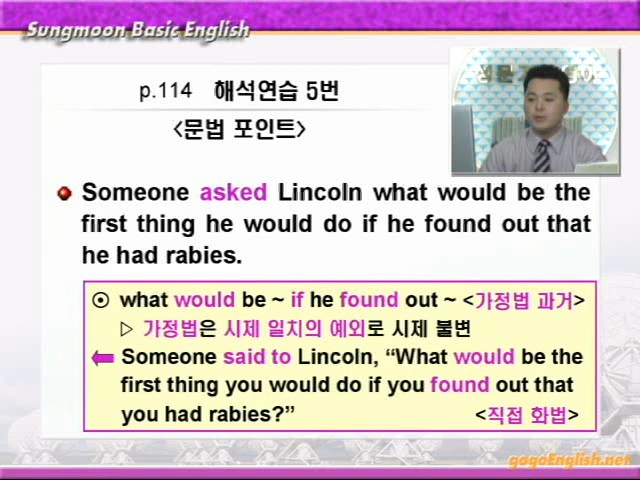 Sungmoon Basic English
p.114 해석연습 5번
<문법 포인트>
Someone asked Lincoln what would be the
first thing he would do if he found out that
he had rabies.
⊙ what would be ~ if he found out ~ <가정법 과거>
▷ 가정법은 시제 일치의 예외로 시제 불변
Someone said to Lincoln, “What would be the
first thing you would do if you found out that
you had rabies?” <직접 화법>
gogoEnglish.net